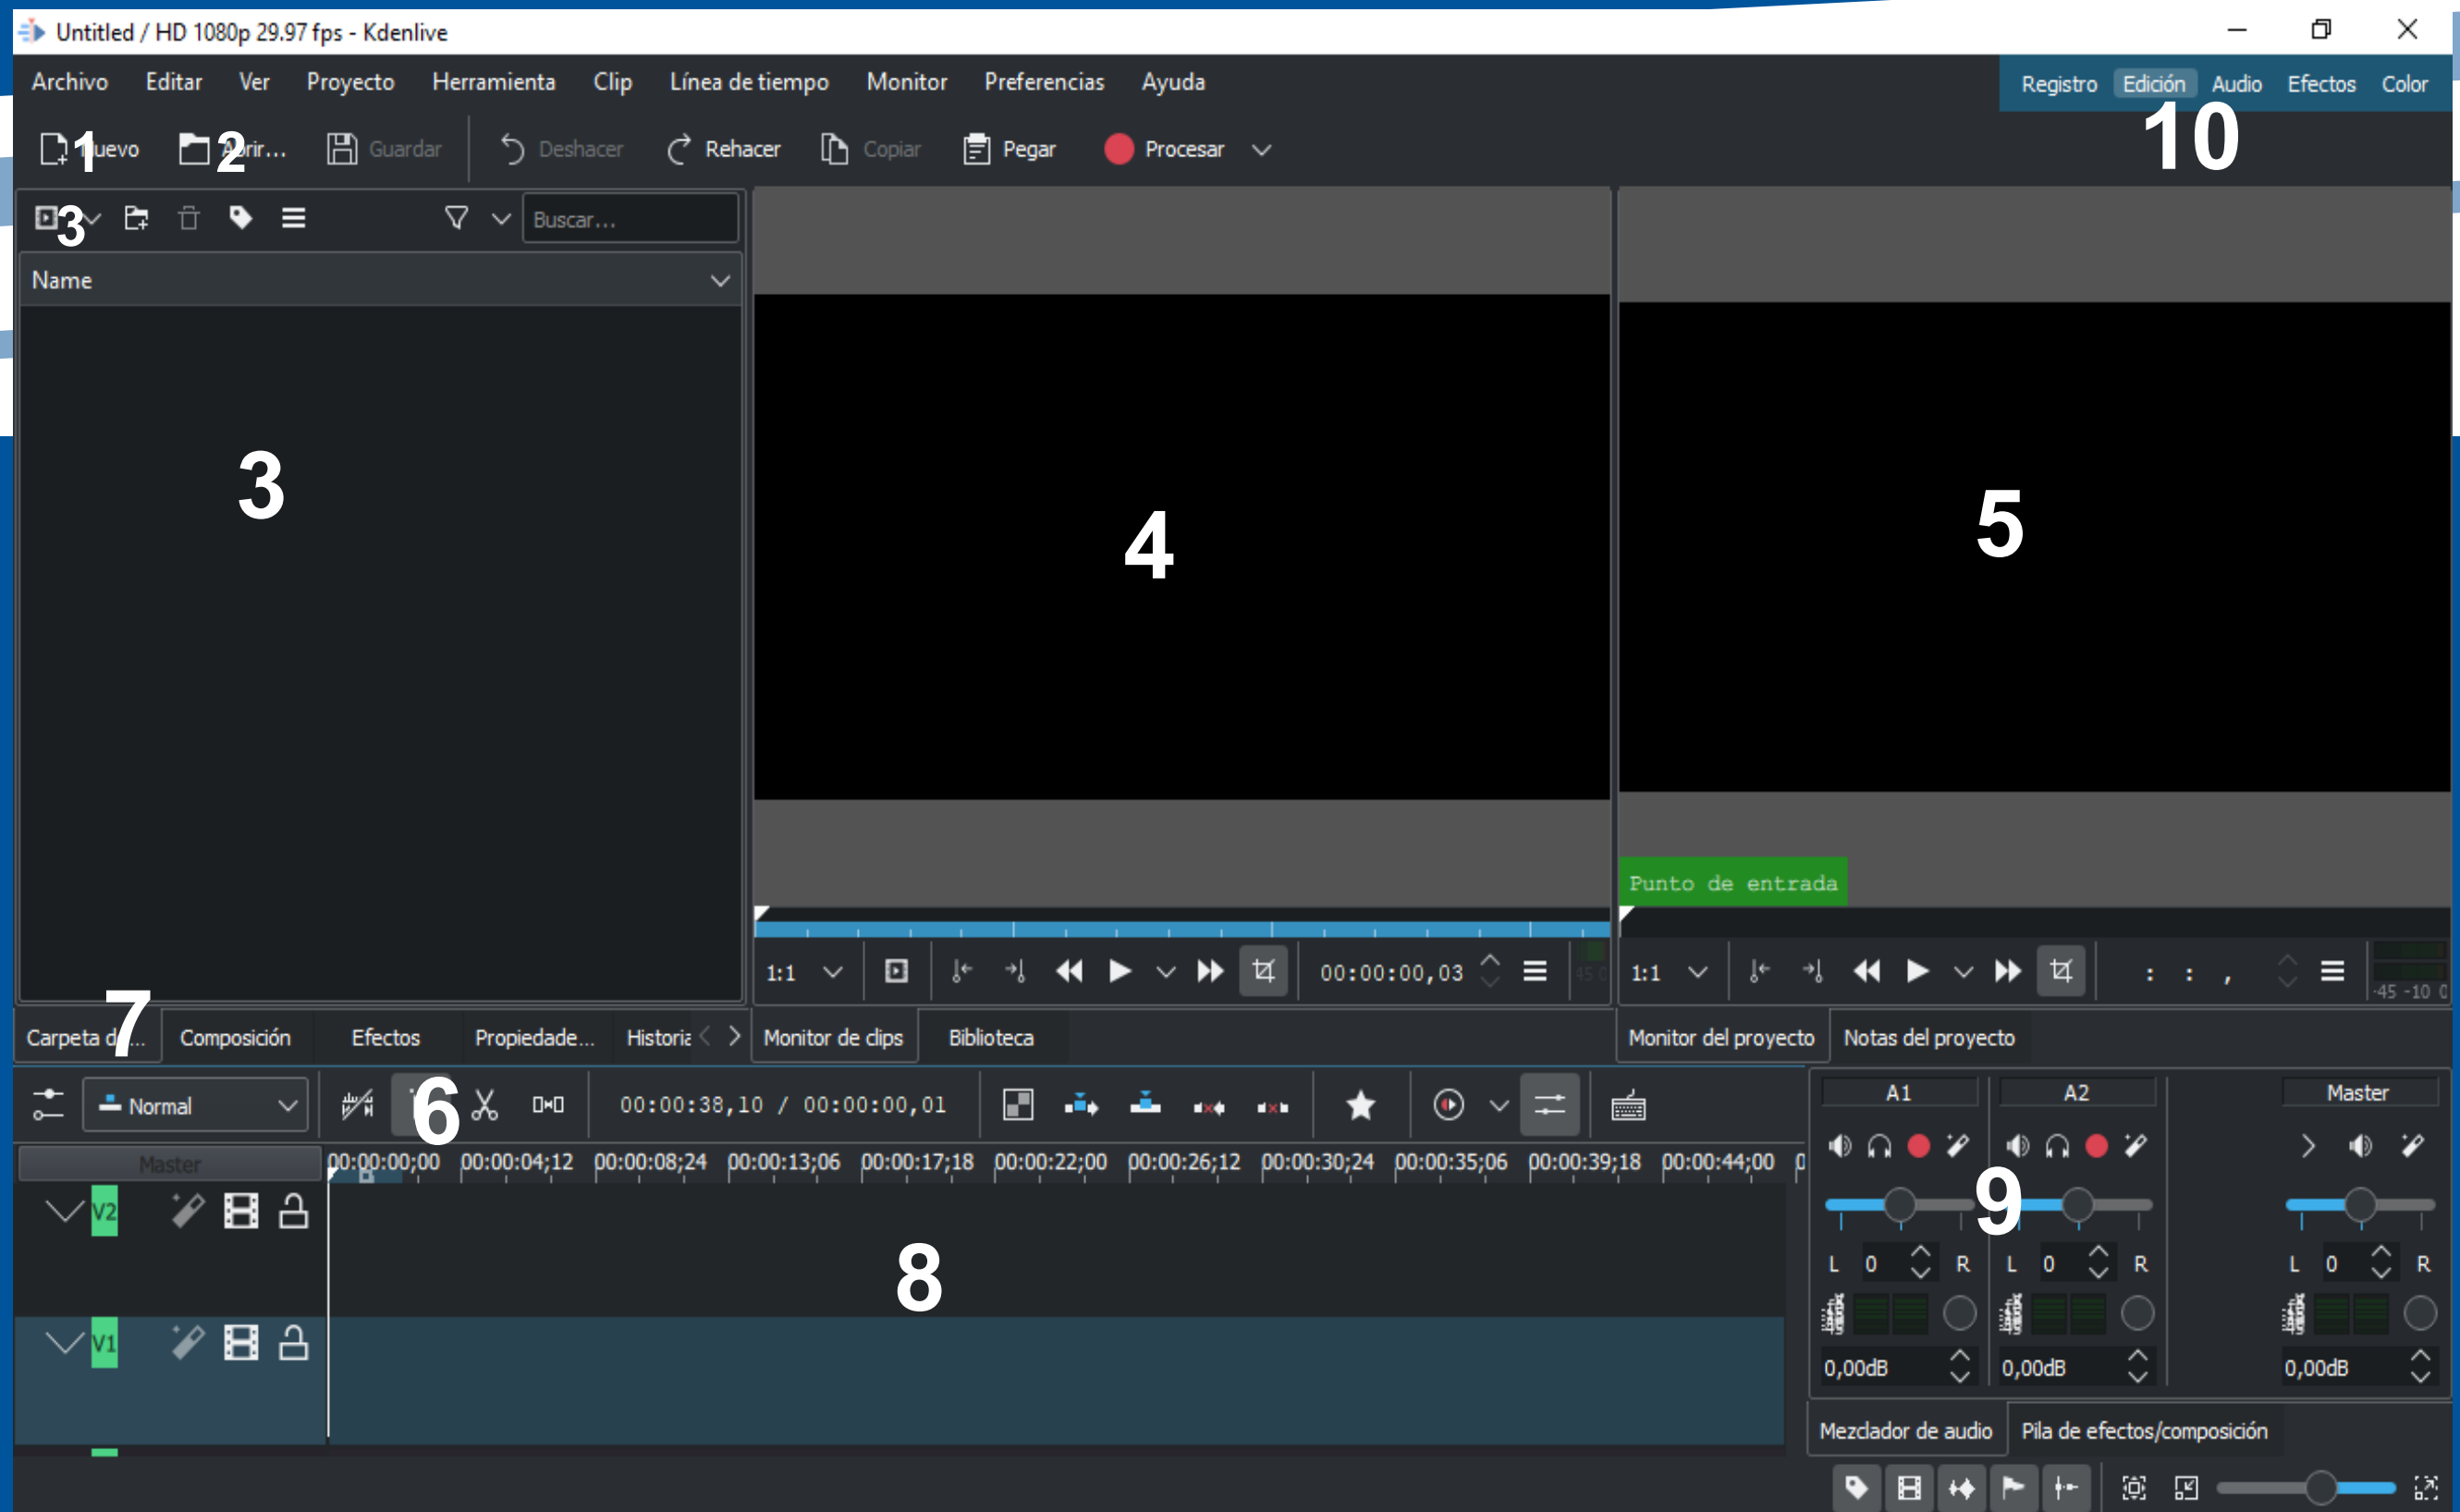 Untitled / HD 1080p 29.97 fps - Kdenlive
Archivo Editar Ver Proyecto Herramienta Clip Línea de tiempo Monitor Preferencias Ayuda
Registro Edición Audio Efectos Color
10
1 Nuevo 2 Abrir... Guardar Deshacer Rehacer Copiar Pegar Procesar
3 Buscar...
Name
3
4
5
Punto de entrada
1:1 00:00:00,03
1:1 : : ,
-45 -10 0
7
Carpeta d... Composición Efectos Propiedade... Historia
Monitor de clips Biblioteca
Monitor del proyecto Notas del proyecto
Normal 6 00:00:38,10 / 00:00:00,01
Master 00:00:00;00 00:00:04;12 00:00:08;24 00:00:13;06 00:00:17;18 00:00:22;00 00:00:26;12 00:00:30;24 00:00:35;06 00:00:39;18 00:00:44;00
V2
8
V1
A1 A2 Master
9
L 0 R L 0 R L 0 R
0,00dB 0,00dB 0,00dB
Mezclador de audio Pila de efectos/composición